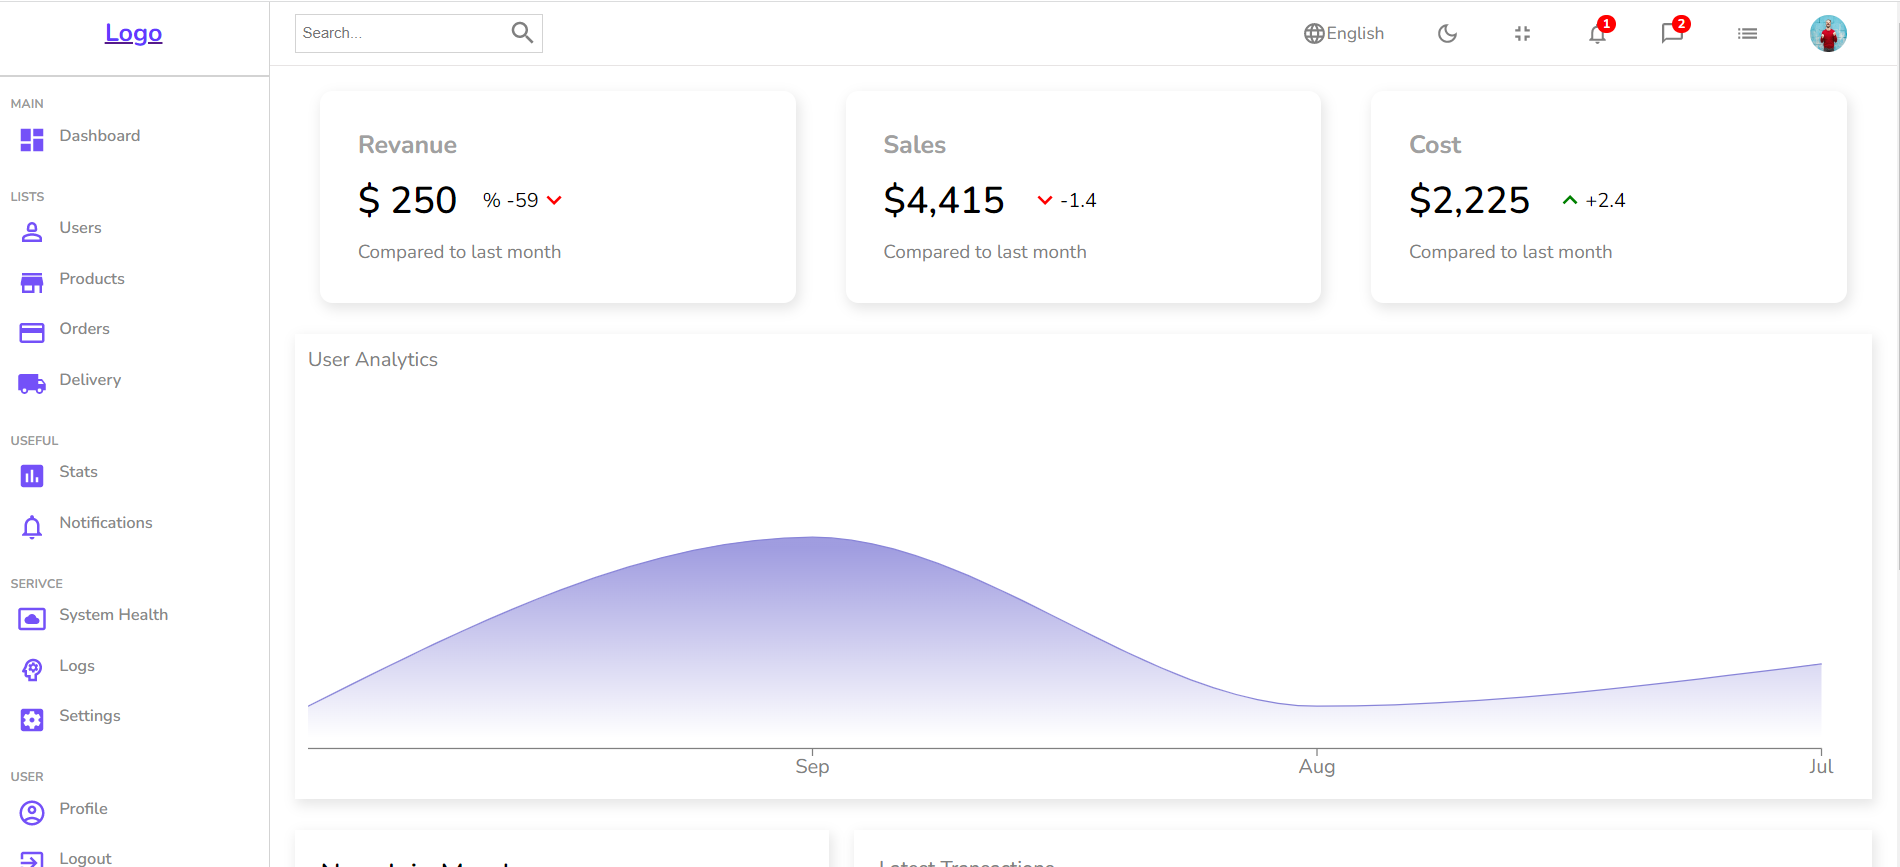 Logo
Search...
English
1
2
MAIN
Dashboard
LISTS
Users
Products
Orders
Delivery
USEFUL
Stats
Notifications
SERIVCE
System Health
Logs
Settings
USER
Profile
Logout
Revanue
$ 250 % -59
Compared to last month
Sales
$4,415 -1.4
Compared to last month
Cost
$2,225 +2.4
Compared to last month
User Analytics
Sep Aug Jul
Latest Transactions